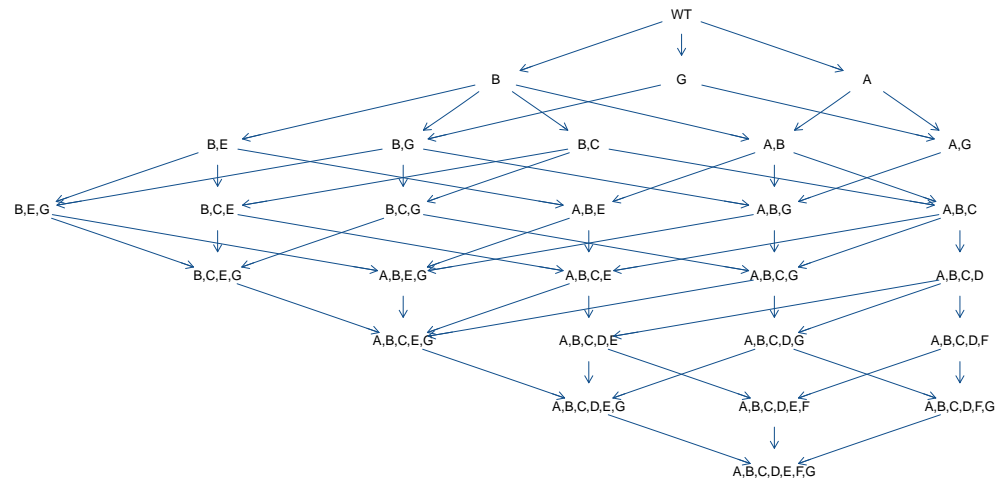 WT
B G A
B,E B,G B,C A,B A,G
B,E,G B,C,E B,C,G A,B,E A,B,G A,B,C
B,C,E,G A,B,E,G A,B,C,E A,B,C,G A,B,C,D
A,B,C,E,G A,B,C,D,E A,B,C,D,G A,B,C,D,F
A,B,C,D,E,G A,B,C,D,E,F A,B,C,D,F,G
A,B,C,D,E,F,G